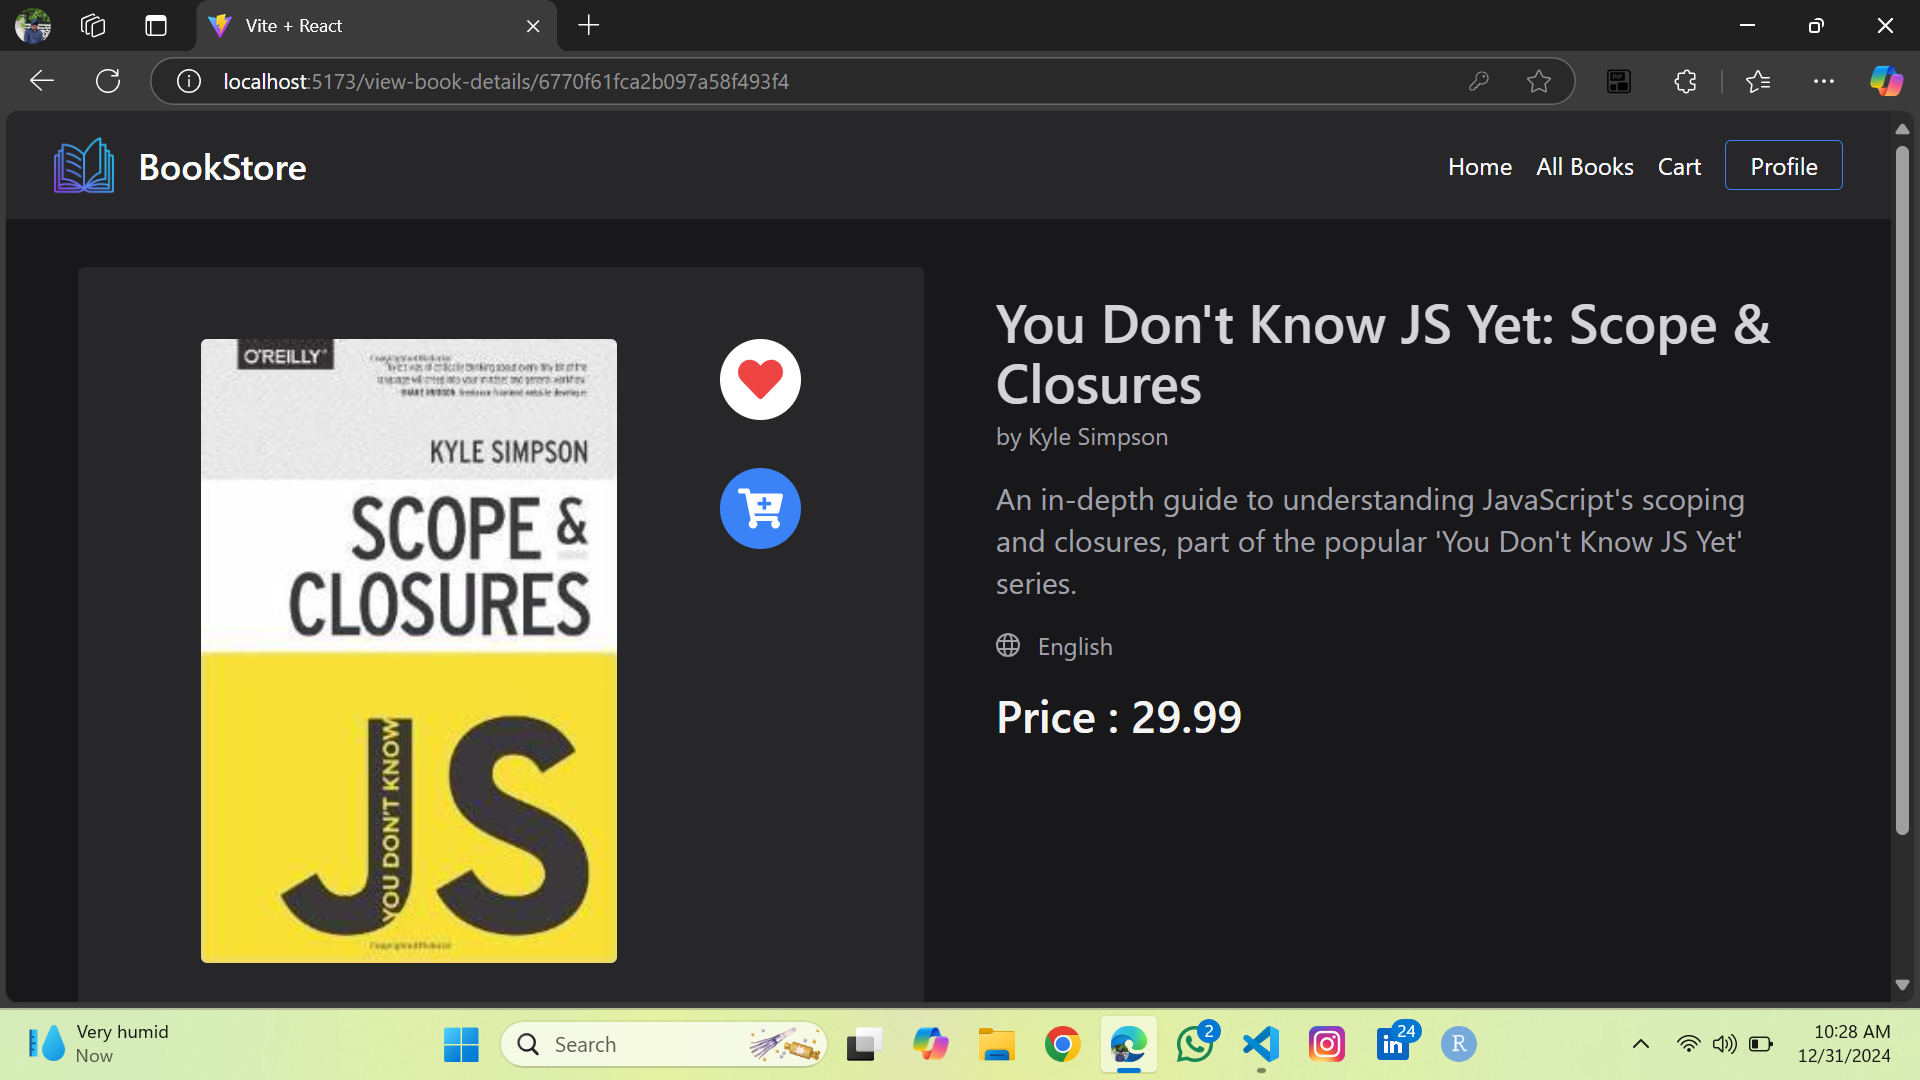 Vite + React
localhost:5173/view-book-details/6770f61fca2b097a58f493f4
BookStore
Home
All Books
Cart
Profile
O'REILLY
KYLE SIMPSON
SCOPE &
CLOSURES
YOU DON'T KNOW
JS
You Don't Know JS Yet: Scope &
Closures
by Kyle Simpson
An in-depth guide to understanding JavaScript's scoping
and closures, part of the popular 'You Don't Know JS Yet'
series.
English
Price : 29.99
Very humid
Now
Search
2
24
in
R
10:28 AM
12/31/2024